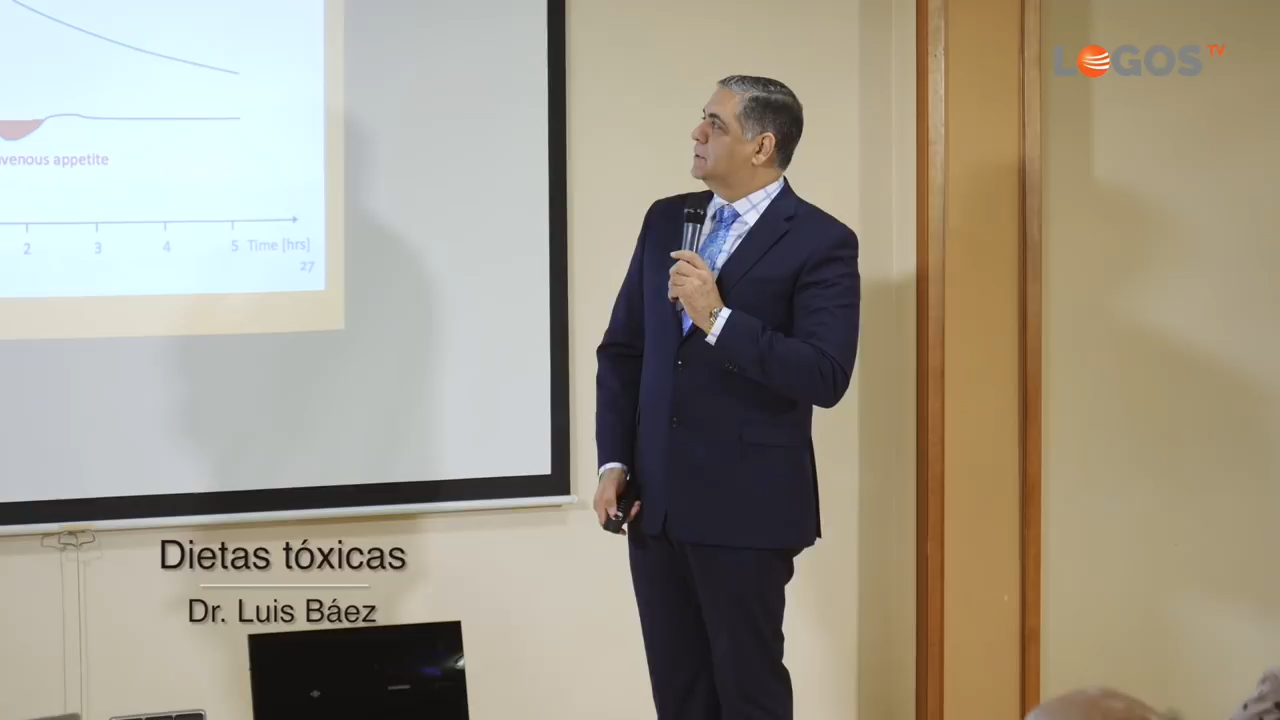 LOGOS TV
venous appetite
2 3 4 5 Time [hrs]
27
Dietas tóxicas
Dr. Luis Báez